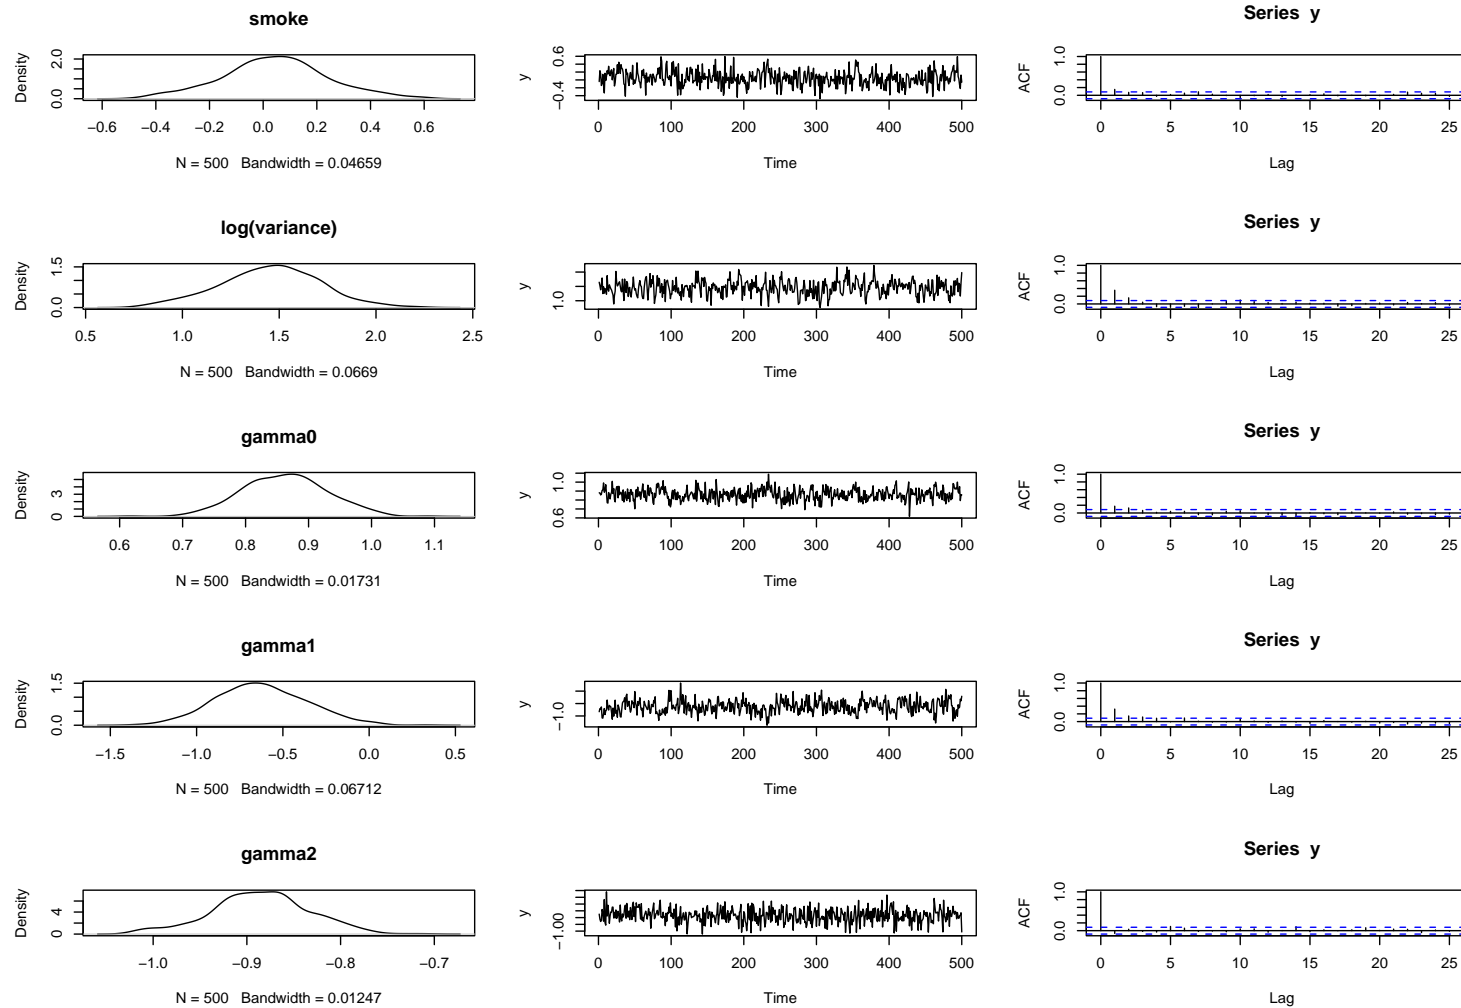 smoke
Series y
Density
0.0 2.0
−0.6 −0.4 −0.2 0.0 0.2 0.4 0.6
N = 500 Bandwidth = 0.04659
y
−0.4 0.6
0 100 200 300 400 500
Time
ACF
0.0 1.0
0 5 10 15 20 25
Lag
log(variance)
Series y
Density
0.0 1.5
0.5 1.0 1.5 2.0 2.5
N = 500 Bandwidth = 0.0669
y
1.0
0 100 200 300 400 500
Time
ACF
0.0 1.0
0 5 10 15 20 25
Lag
gamma0
Series y
Density
0 3
0.6 0.7 0.8 0.9 1.0 1.1
N = 500 Bandwidth = 0.01731
y
0.6 1.0
0 100 200 300 400 500
Time
ACF
0.0 1.0
0 5 10 15 20 25
Lag
gamma1
Series y
Density
0.0 1.5
−1.5 −1.0 −0.5 0.0 0.5
N = 500 Bandwidth = 0.06712
y
−1.0
0 100 200 300 400 500
Time
ACF
0.0 1.0
0 5 10 15 20 25
Lag
gamma2
Series y
Density
0 4
−1.0 −0.9 −0.8 −0.7
N = 500 Bandwidth = 0.01247
y
−1.00
0 100 200 300 400 500
Time
ACF
0.0 1.0
0 5 10 15 20 25
Lag